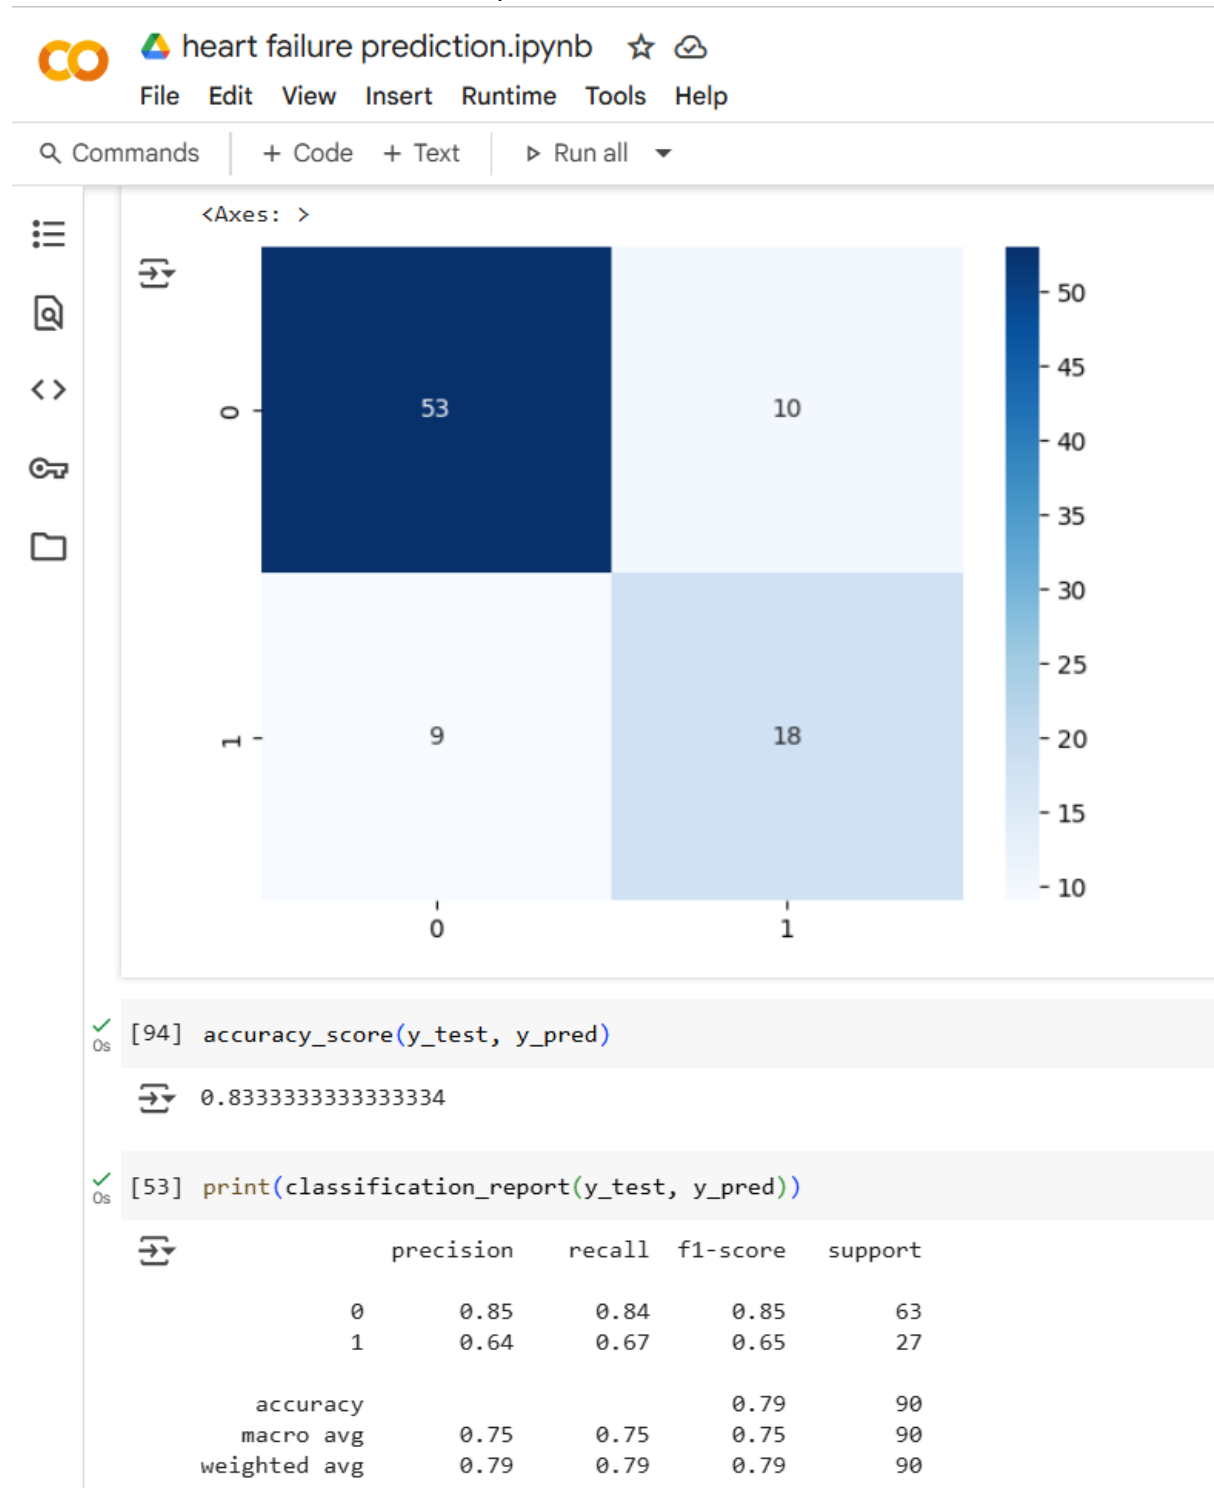 heart failure prediction.ipynb
File Edit View Insert Runtime Tools Help
Commands + Code + Text Run all
<Axes: >
50
45
40
35
30
25
20
15
10
0
53 10
1
9 18
0 1
[94] accuracy_score(y_test, y_pred)
0s
0.8333333333333334
[53] print(classification_report(y_test, y_pred))
0s
precision recall f1-score support
0 0.85 0.84 0.85 63
1 0.64 0.67 0.65 27
accuracy 0.79 90
macro avg 0.75 0.75 0.75 90
weighted avg 0.79 0.79 0.79 90